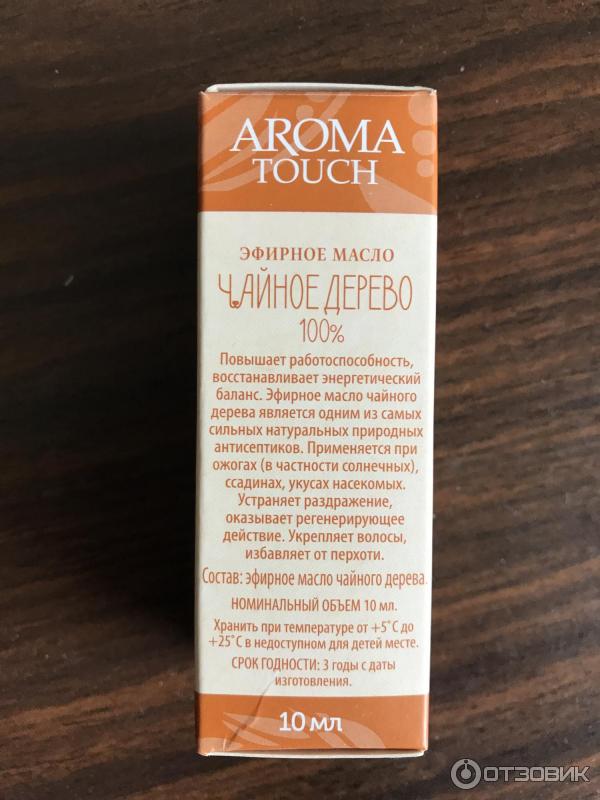 AROMA
TOUCH
ЭФИРНОЕ МАСЛО
ЧАЙНОЕ ДЕРЕВО
100%
Повышает работоспособность,
восстанавливает энергетический
баланс. Эфирное масло чайного
дерева является одним из самых
сильных натуральных природных
антисептиков. Применяется при
ожогах (в частности солнечных),
ссадинах, укусах насекомых.
Устраняет раздражение,
оказывает регенерирующее
действие. Укрепляет волосы,
избавляет от перхоти.
Состав: эфирное масло чайного дерева.
НОМИНАЛЬНЫЙ ОБЪЕМ 10 мл.
Хранить при температуре от +5˚С до
+25˚С в недоступном для детей месте.
СРОК ГОДНОСТИ: 3 годы с даты
изготовления.
10 мл
ОТЗОВИК